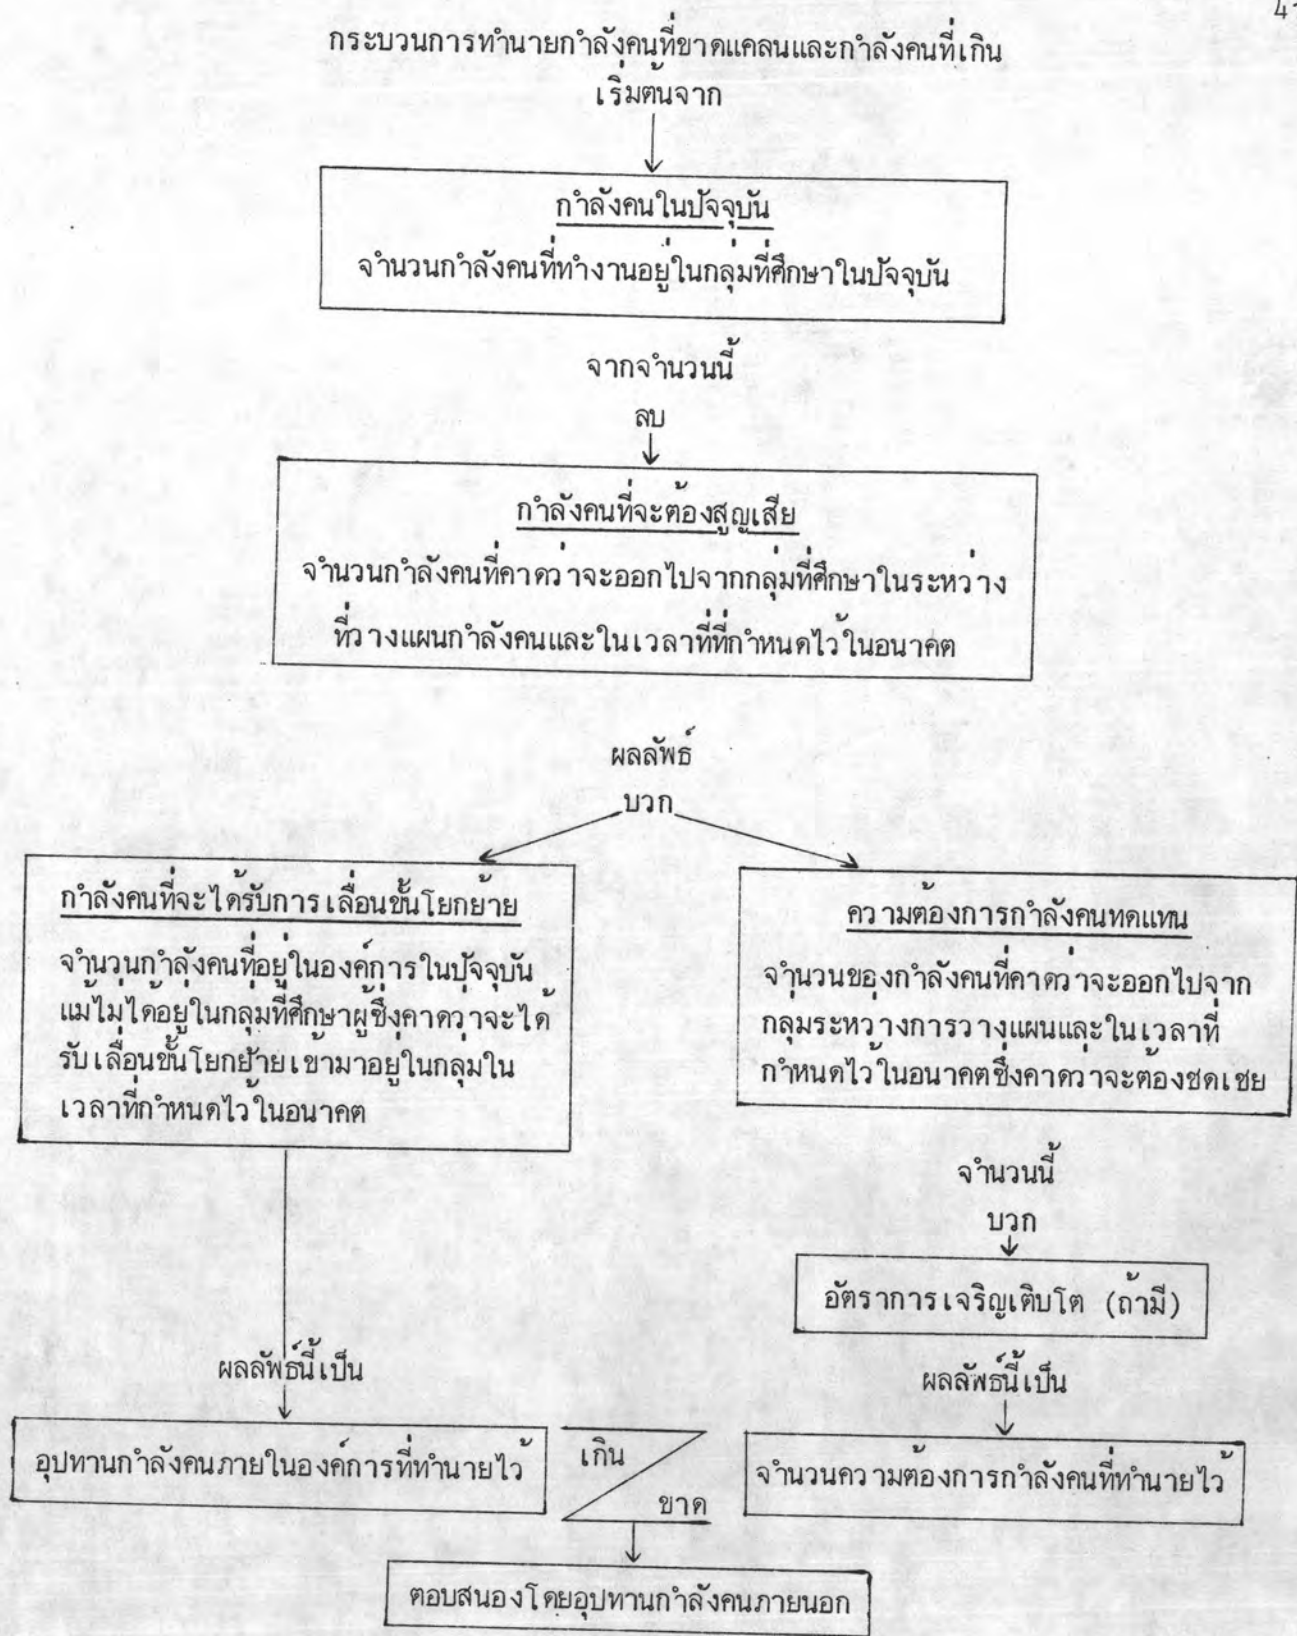 กระบวนการทำนายกำลังคนที่ขาดแคลนและกำลังคนที่เกิน
เริ่มต้นจาก
กำลังคนในปัจจุบัน
จำนวนกำลังคนที่ทำงานอยู่ในกลุ่มที่ศึกษาในปัจจุบัน
จากจำนวนนี้
ลบ
กำลังคนที่จะต้องสูญเสีย
จำนวนกำลังคนที่คาดว่าจะออกไปจากกลุ่มที่ศึกษาในระหว่าง
ที่วางแผนกำลังคนและในเวลาที่ที่กำหนดไว้ในอนาคต
ผลลัพธ์
บวก
กำลังคนที่จะได้รับการเลื่อนขั้นโยกย้าย
จำนวนกำลังคนที่อยู่ในองค์การในปัจจุบัน
แม้ไม่ได้อยู่ในกลุ่มที่ศึกษาผู้ซึ่งคาดว่าจะได้
รับเลื่อนขั้นโยกย้ายเข้ามาอยู่ในกลุ่มใน
เวลาที่กำหนดไว้ในอนาคต
ความต้องการกำลังคนทดแทน
จำนวนของกำลังคนที่คาดว่าจะออกไปจาก
กลุ่มระหว่างการวางแผนและในเวลาที่
กำหนดไว้ในอนาคตซึ่งคาดว่าจะต้องชดเชย
จำนวนนี้
บวก
อัตราการเจริญเติบโต (ถ้ามี)
ผลลัพธ์นี้เป็น
ผลลัพธ์นี้เป็น
อุปทานกำลังคนภายในองค์การที่ทำนายไว้
เกิน
ขาด
จำนวนความต้องการกำลังคนที่ทำนายไว้
ตอบสนองโดยอุปทานกำลังคนภายนอก